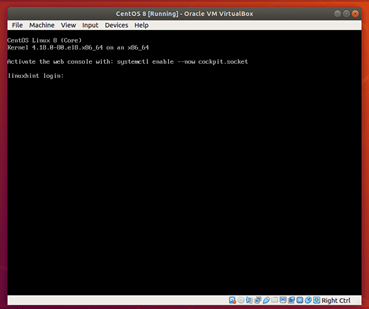 CentOS 8 [Running] - Oracle VM VirtualBox
File Machine View Input Devices Help
CentOS Linux 8 (Core)
Kernel 4.18.0-80.el8.x86_64 on an x86_64
Activate the web console with: systemctl enable --now cockpit.socket
linuxhint login:
Right Ctrl